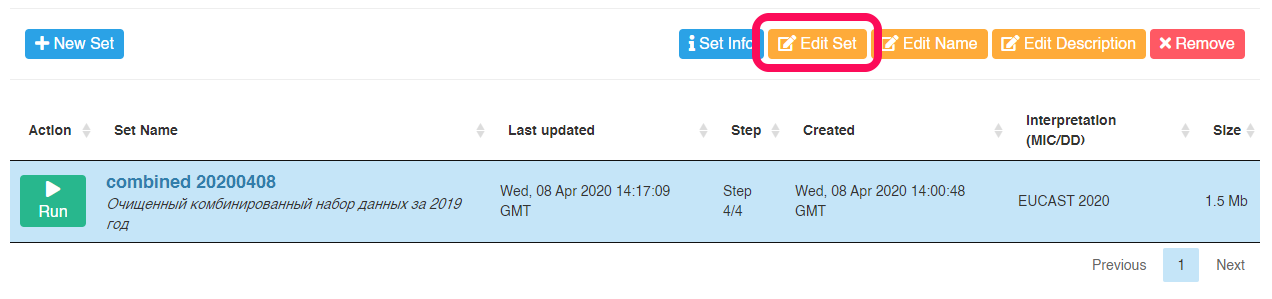 New Set
Set Info
Edit Set
Edit Name
Edit Description
Remove
Action
Set Name
Last updated
Step
Created
Interpretation
(MIC/DD)
Size
Run
combined 20200408
Очищенный комбинированный набор данных за 2019
год
Wed, 08 Apr 2020 14:17:09
GMT
Step
4/4
Wed, 08 Apr 2020 14:00:48
GMT
EUCAST 2020
1.5 Mb
Previous
1
Next